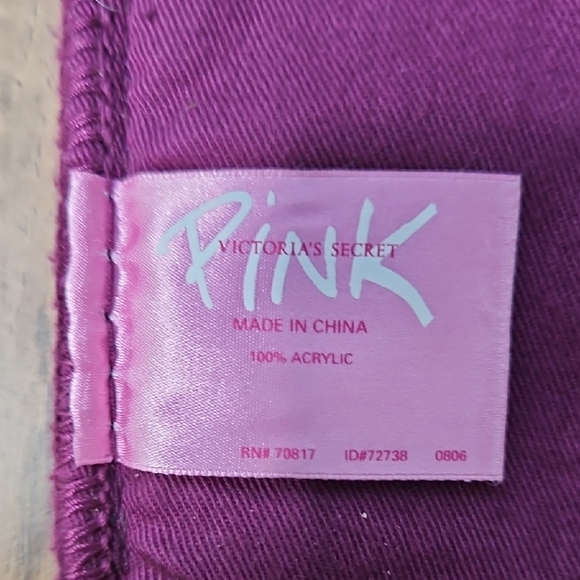 PINK
VICTORIA'S SECRET
MADE IN CHINA
100% ACRYLIC
RN# 70817 ID#72738 0806